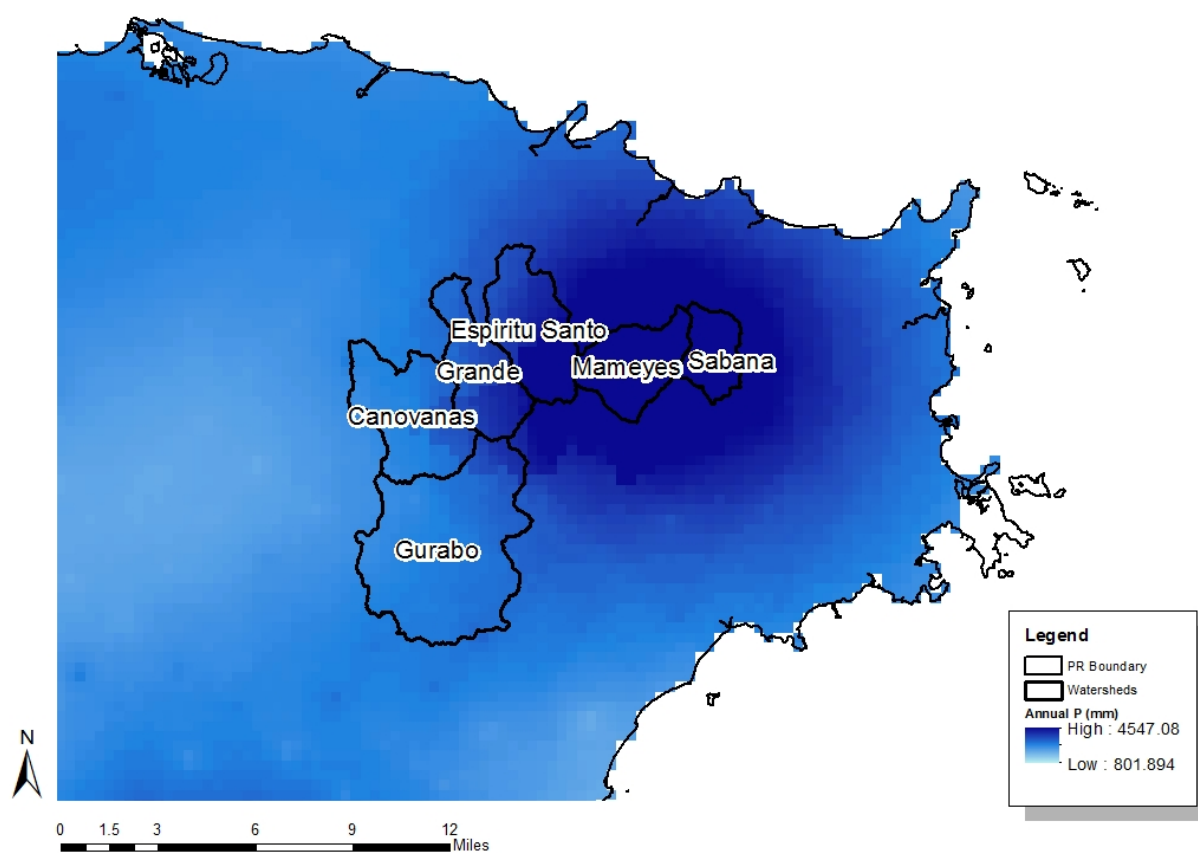 Espiritu Santo
Grande
Mameyes
Sabana
Canovanas
Gurabo
N
0 1.5 3 6 9 12
Miles
Legend
PR Boundary
Watersheds
Annual P (mm)
High : 4547.08
Low : 801.894